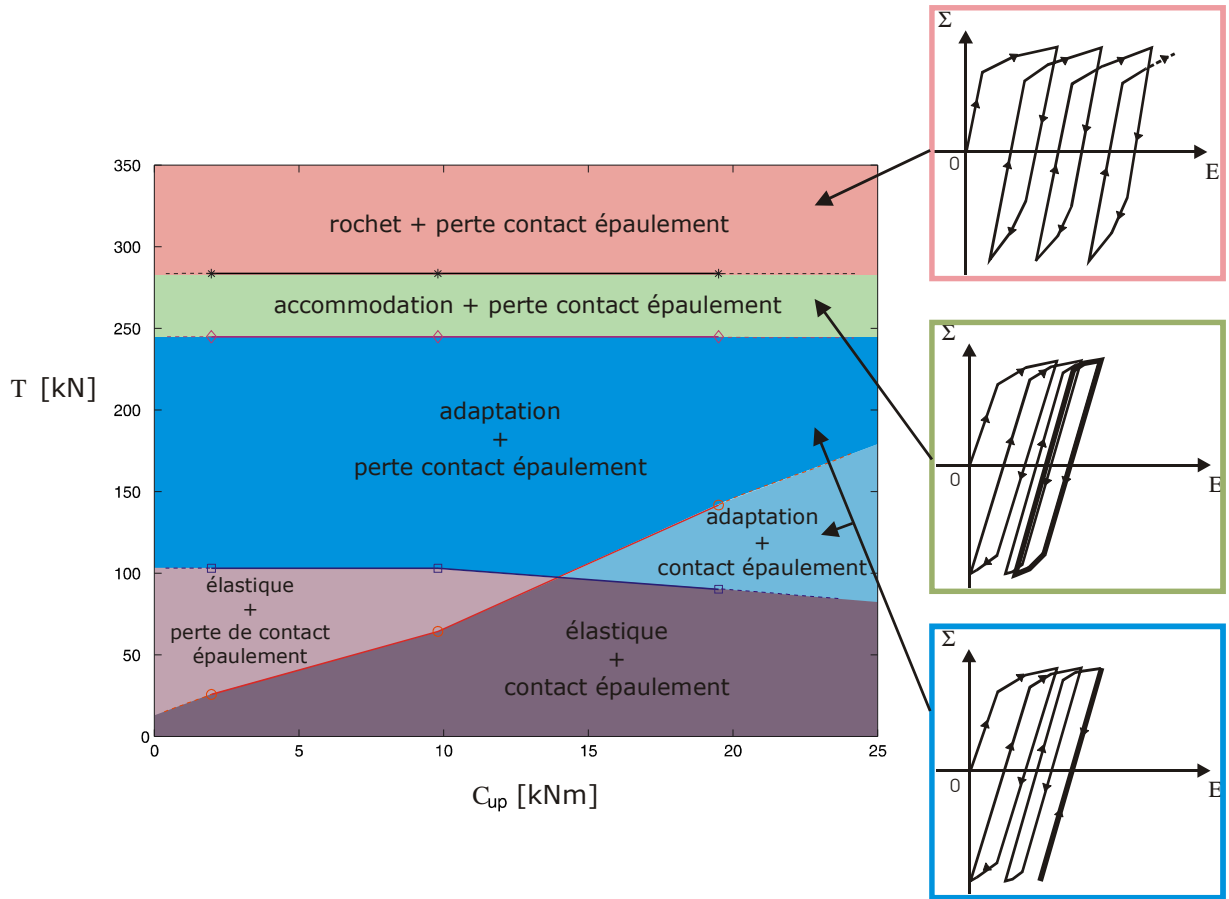 350
300
250
200
150
100
50
0
T [kN]
0
5
10
15
20
25
Cup [kNm]
rochet + perte contact épaulement
accommodation + perte contact épaulement
adaptation
+
perte contact épaulement
adaptation
+
contact épaulement
élastique
+
perte de contact
épaulement
élastique
+
contact épaulement
Σ
0
E
Σ
0
E
Σ
0
E